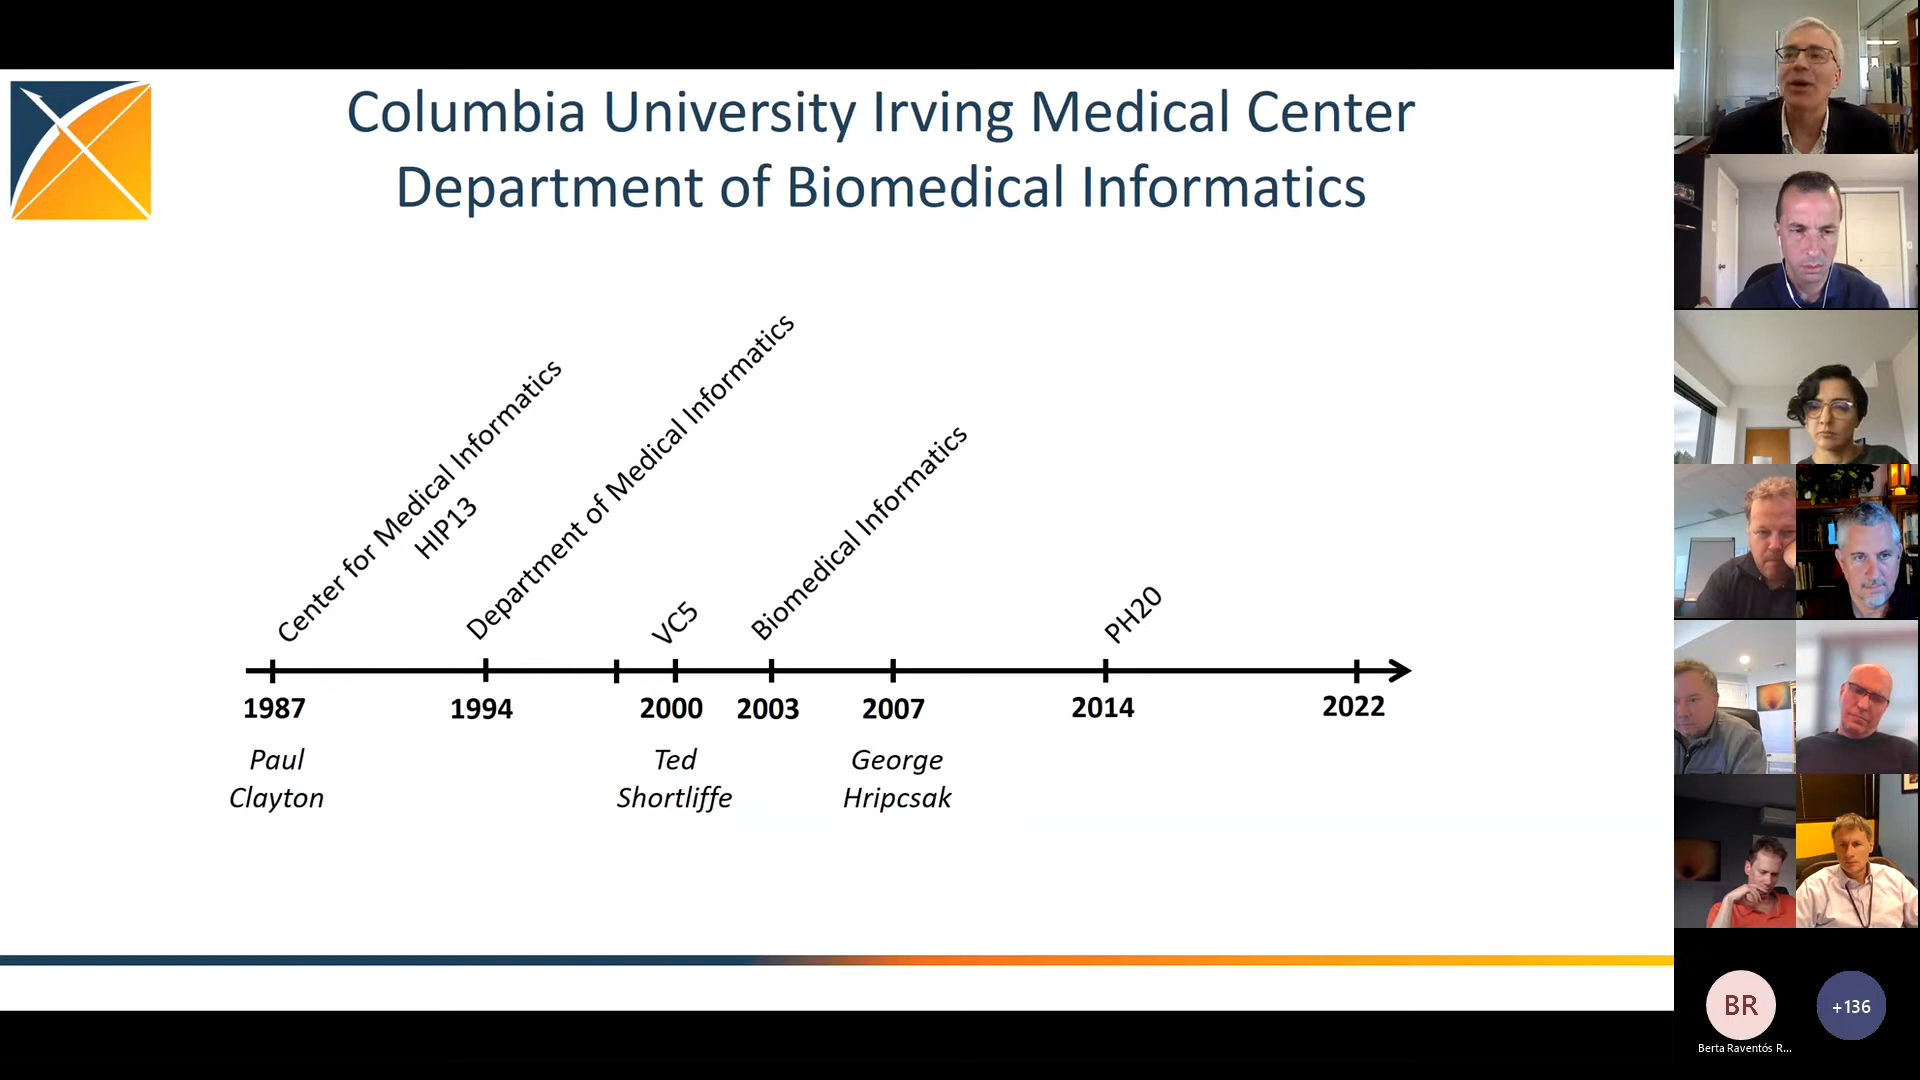 Columbia University Irving Medical Center
Department of Biomedical Informatics
Center for Medical Informatics
HIP13
Department of Medical Informatics
VC5
Biomedical Informatics
PH20
1987
1994
2000
2003
2007
2014
2022
Paul
Clayton
Ted
Shortliffe
George
Hripcsak
BR
+136
Berta Raventós R...